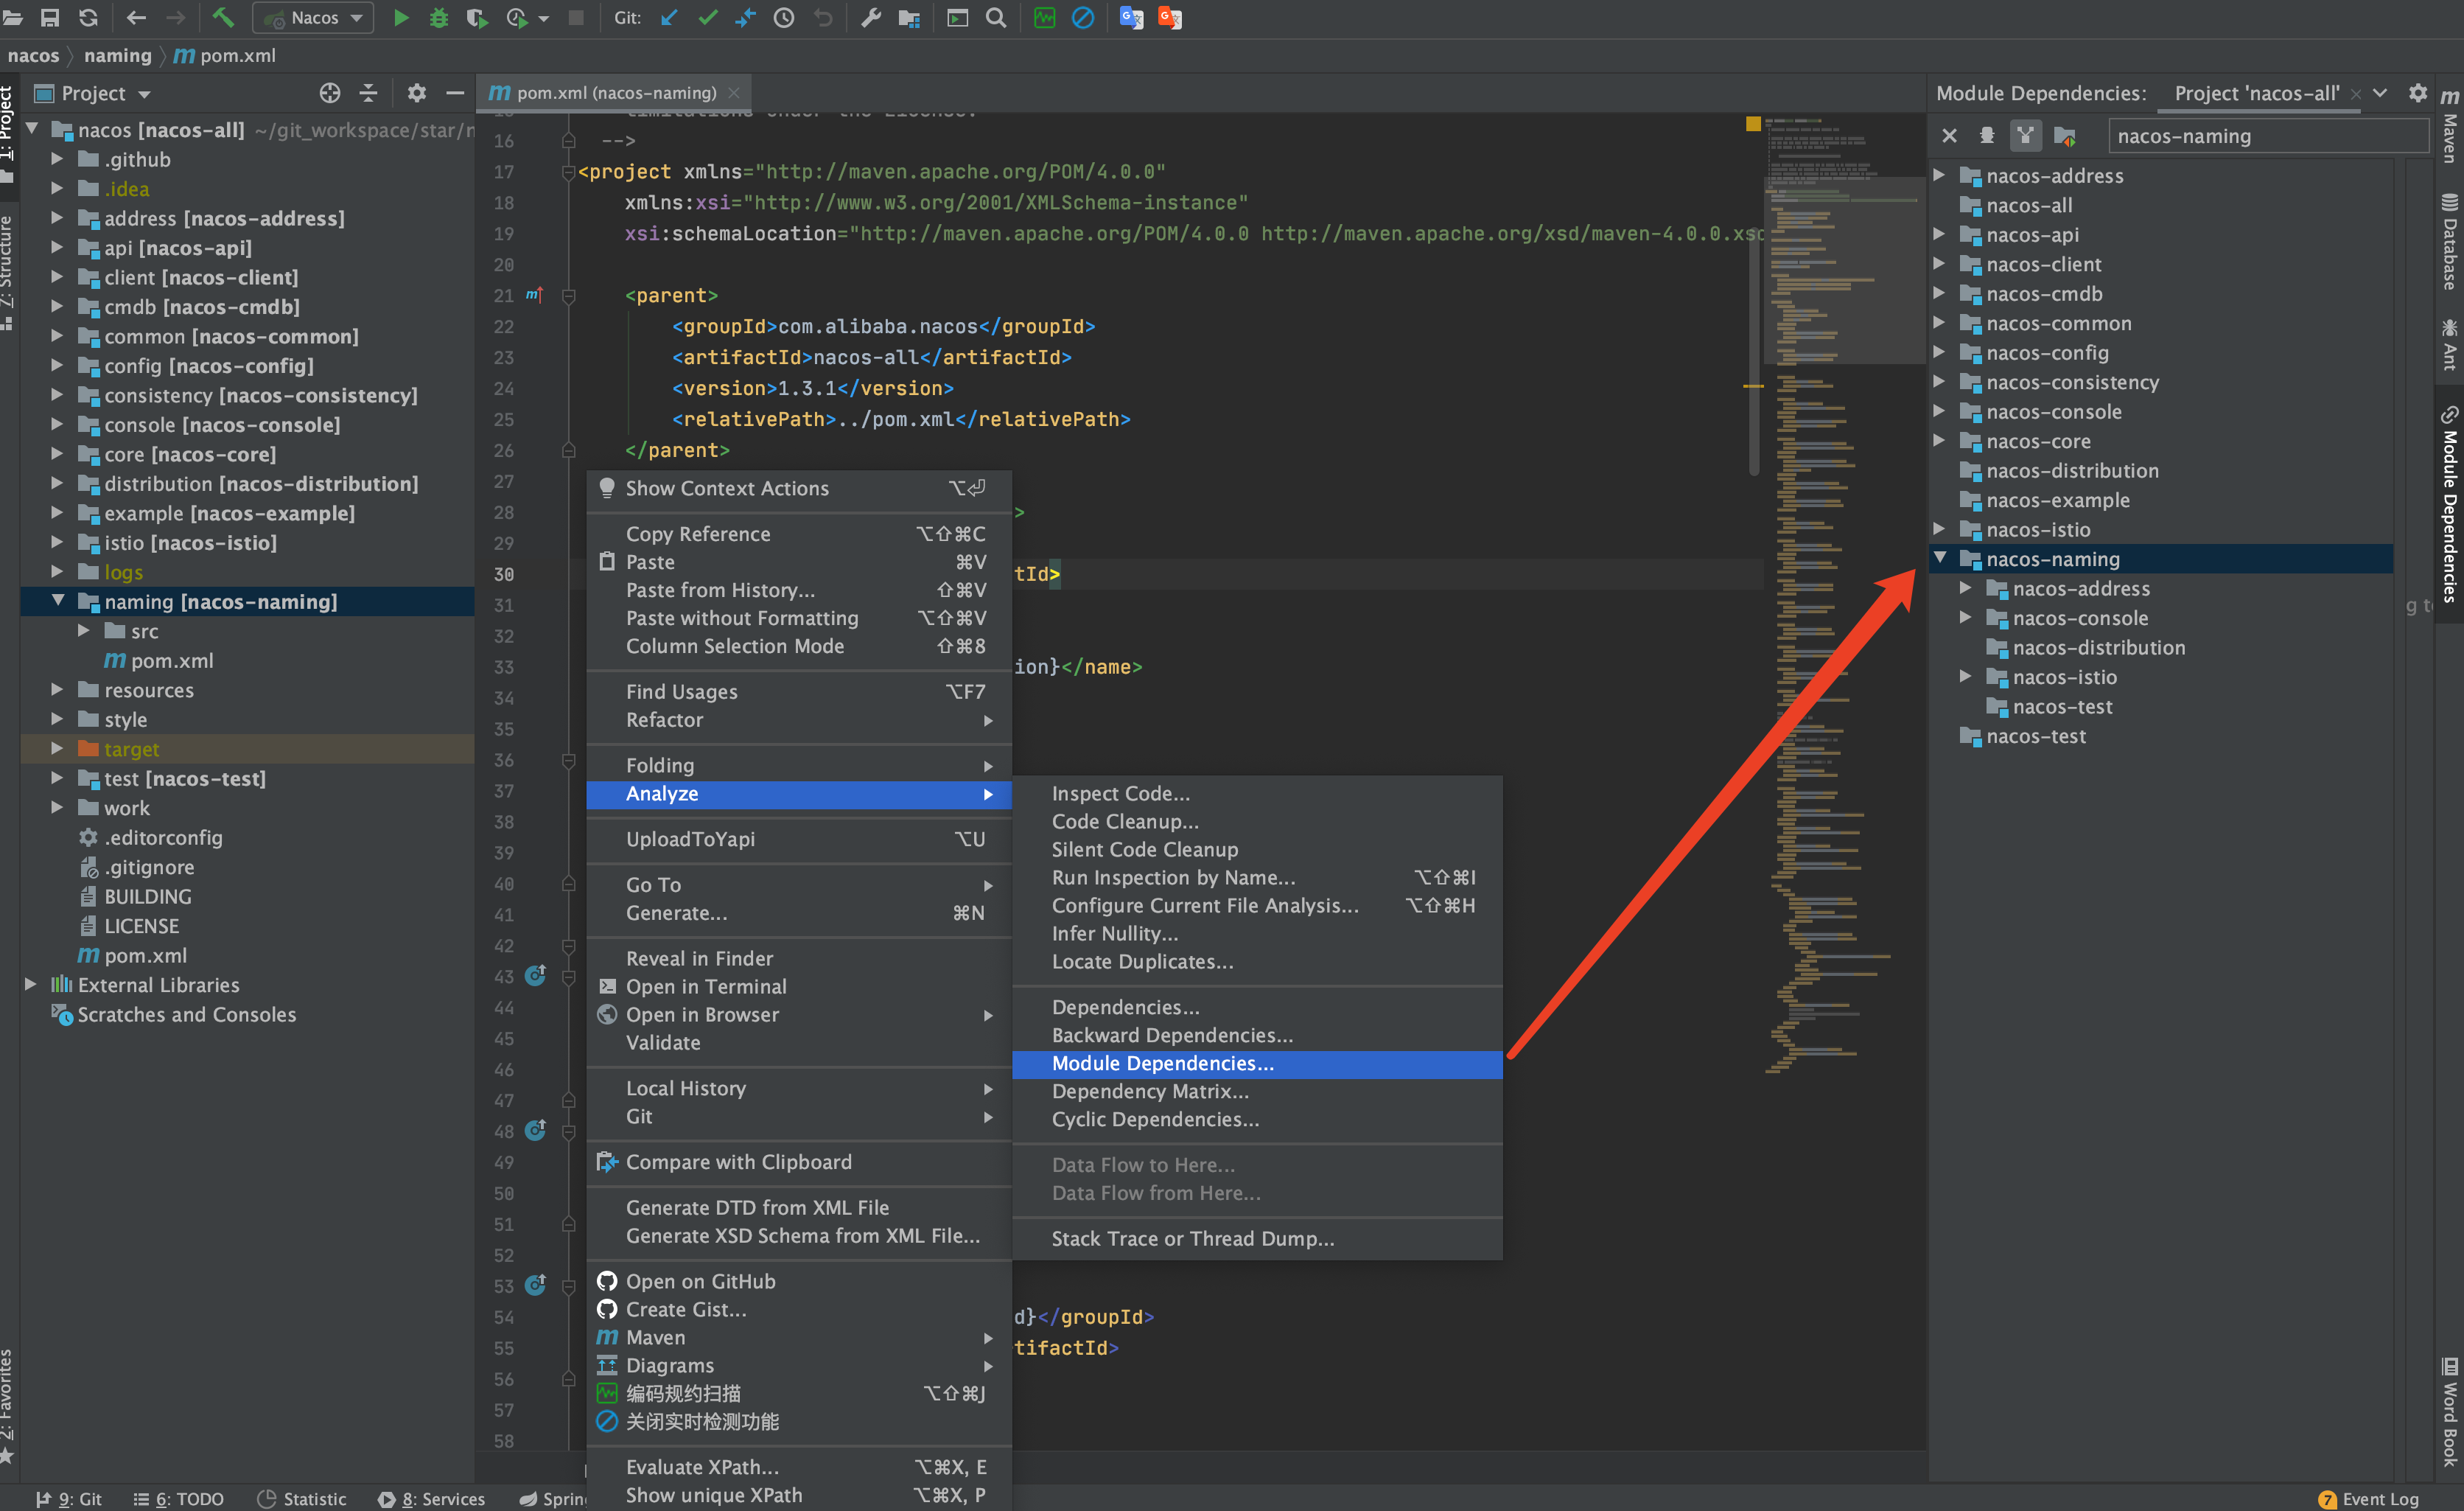 Nacos
Git:
nacos
naming
pom.xml
Project
pom.xml (nacos-naming)
Module Dependencies:
Project 'nacos-all'
nacos-naming
1: Project
7: Structure
2: Favorites
nacos [nacos-all] ~/git_workspace/star/n
.github
.idea
address [nacos-address]
api [nacos-api]
client [nacos-client]
cmdb [nacos-cmdb]
common [nacos-common]
config [nacos-config]
consistency [nacos-consistency]
console [nacos-console]
core [nacos-core]
distribution [nacos-distribution]
example [nacos-example]
istio [nacos-istio]
logs
naming [nacos-naming]
src
pom.xml
resources
style
target
test [nacos-test]
work
.editorconfig
.gitignore
BUILDING
LICENSE
pom.xml
External Libraries
Scratches and Consoles
limitations under the License.
16 -->
17 <project xmlns="http://maven.apache.org/POM/4.0.0"
18 xmlns:xsi="http://www.w3.org/2001/XMLSchema-instance"
19 xsi:schemaLocation="http://maven.apache.org/POM/4.0.0 http://maven.apache.org/xsd/maven-4.0.0.xsd
20
21 <parent>
22 <groupId>com.alibaba.nacos</groupId>
23 <artifactId>nacos-all</artifactId>
24 <version>1.3.1</version>
25 <relativePath>../pom.xml</relativePath>
26 </parent>
27
28 >
29
30 tId>
31
32
33 ion}</name>
34
35
36
37
38
39
40
41
42
43
44
45
46
47
48
49
50
51
52
53
54 d}</groupId>
55 tifactId>
56
57
58
Show Context Actions ⌥⏎
Copy Reference ⌥⇧⌘C
Paste ⌘V
Paste from History... ⇧⌘V
Paste without Formatting ⌥⇧⌘V
Column Selection Mode ⇧⌘8
Find Usages ⌥F7
Refactor
Folding
Analyze
UploadToYapi ⌥U
Go To
Generate... ⌘N
Reveal in Finder
Open in Terminal
Open in Browser
Validate
Local History
Git
Compare with Clipboard
Generate DTD from XML File
Generate XSD Schema from XML File...
Open on GitHub
Create Gist...
Maven
Diagrams
编码规约扫描 ⌥⇧⌘J
关闭实时检测功能
Evaluate XPath... ⌥⌘X, E
Show unique XPath ⌥⌘X, P
Inspect Code...
Code Cleanup...
Silent Code Cleanup
Run Inspection by Name... ⌥⇧⌘I
Configure Current File Analysis... ⌥⇧⌘H
Infer Nullity...
Locate Duplicates...
Dependencies...
Backward Dependencies...
Module Dependencies...
Dependency Matrix...
Cyclic Dependencies...
Data Flow to Here...
Data Flow from Here...
Stack Trace or Thread Dump...
nacos-address
nacos-all
nacos-api
nacos-client
nacos-cmdb
nacos-common
nacos-config
nacos-consistency
nacos-console
nacos-core
nacos-distribution
nacos-example
nacos-istio
nacos-naming
nacos-address
nacos-console
nacos-distribution
nacos-istio
nacos-test
nacos-test
g t
Maven
Database
Ant
Module Dependencies
Word Book
9: Git
6: TODO
Statistic
8: Services
Spring
7 Event Log